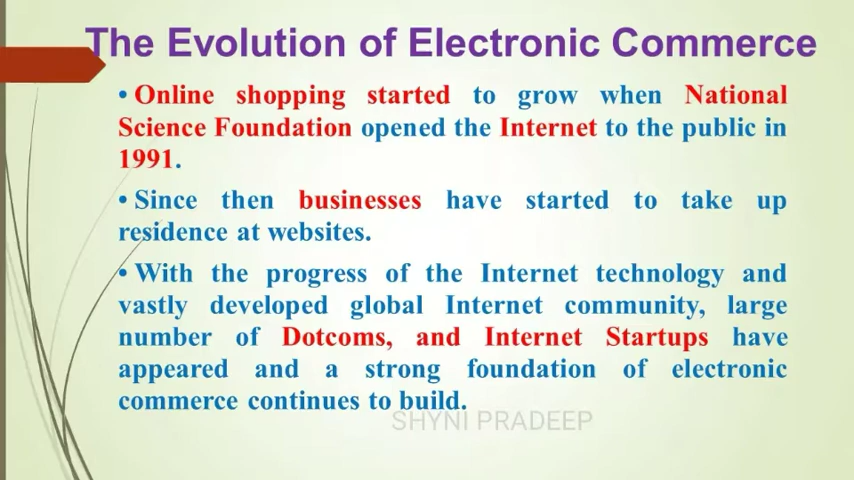 The Evolution of Electronic Commerce
• Online shopping started to grow when National
Science Foundation opened the Internet to the public in
1991.
• Since then businesses have started to take up
residence at websites.
• With the progress of the Internet technology and
vastly developed global Internet community, large
number of Dotcoms, and Internet Startups have
appeared and a strong foundation of electronic
commerce continues to build.
SHYNI PRADEEP